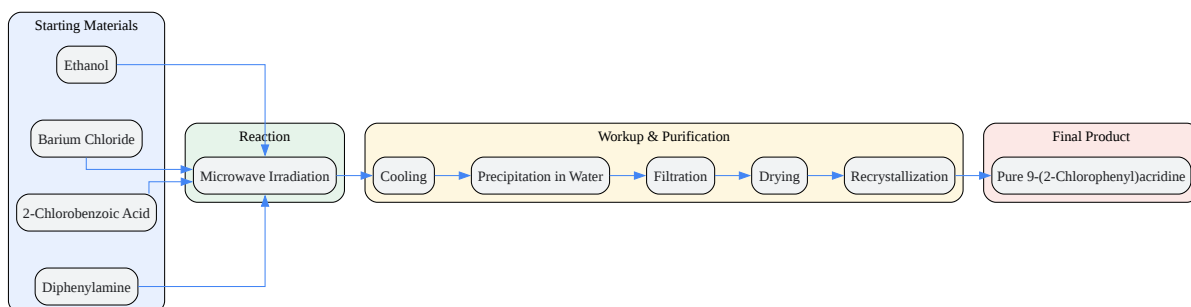 Starting Materials
Ethanol
Barium Chloride
2-Chlorobenzoic Acid
Diphenylamine
Reaction
Microwave Irradiation
Workup & Purification
Cooling
Precipitation in Water
Filtration
Drying
Recrystallization
Final Product
Pure 9-(2-Chlorophenyl)acridine